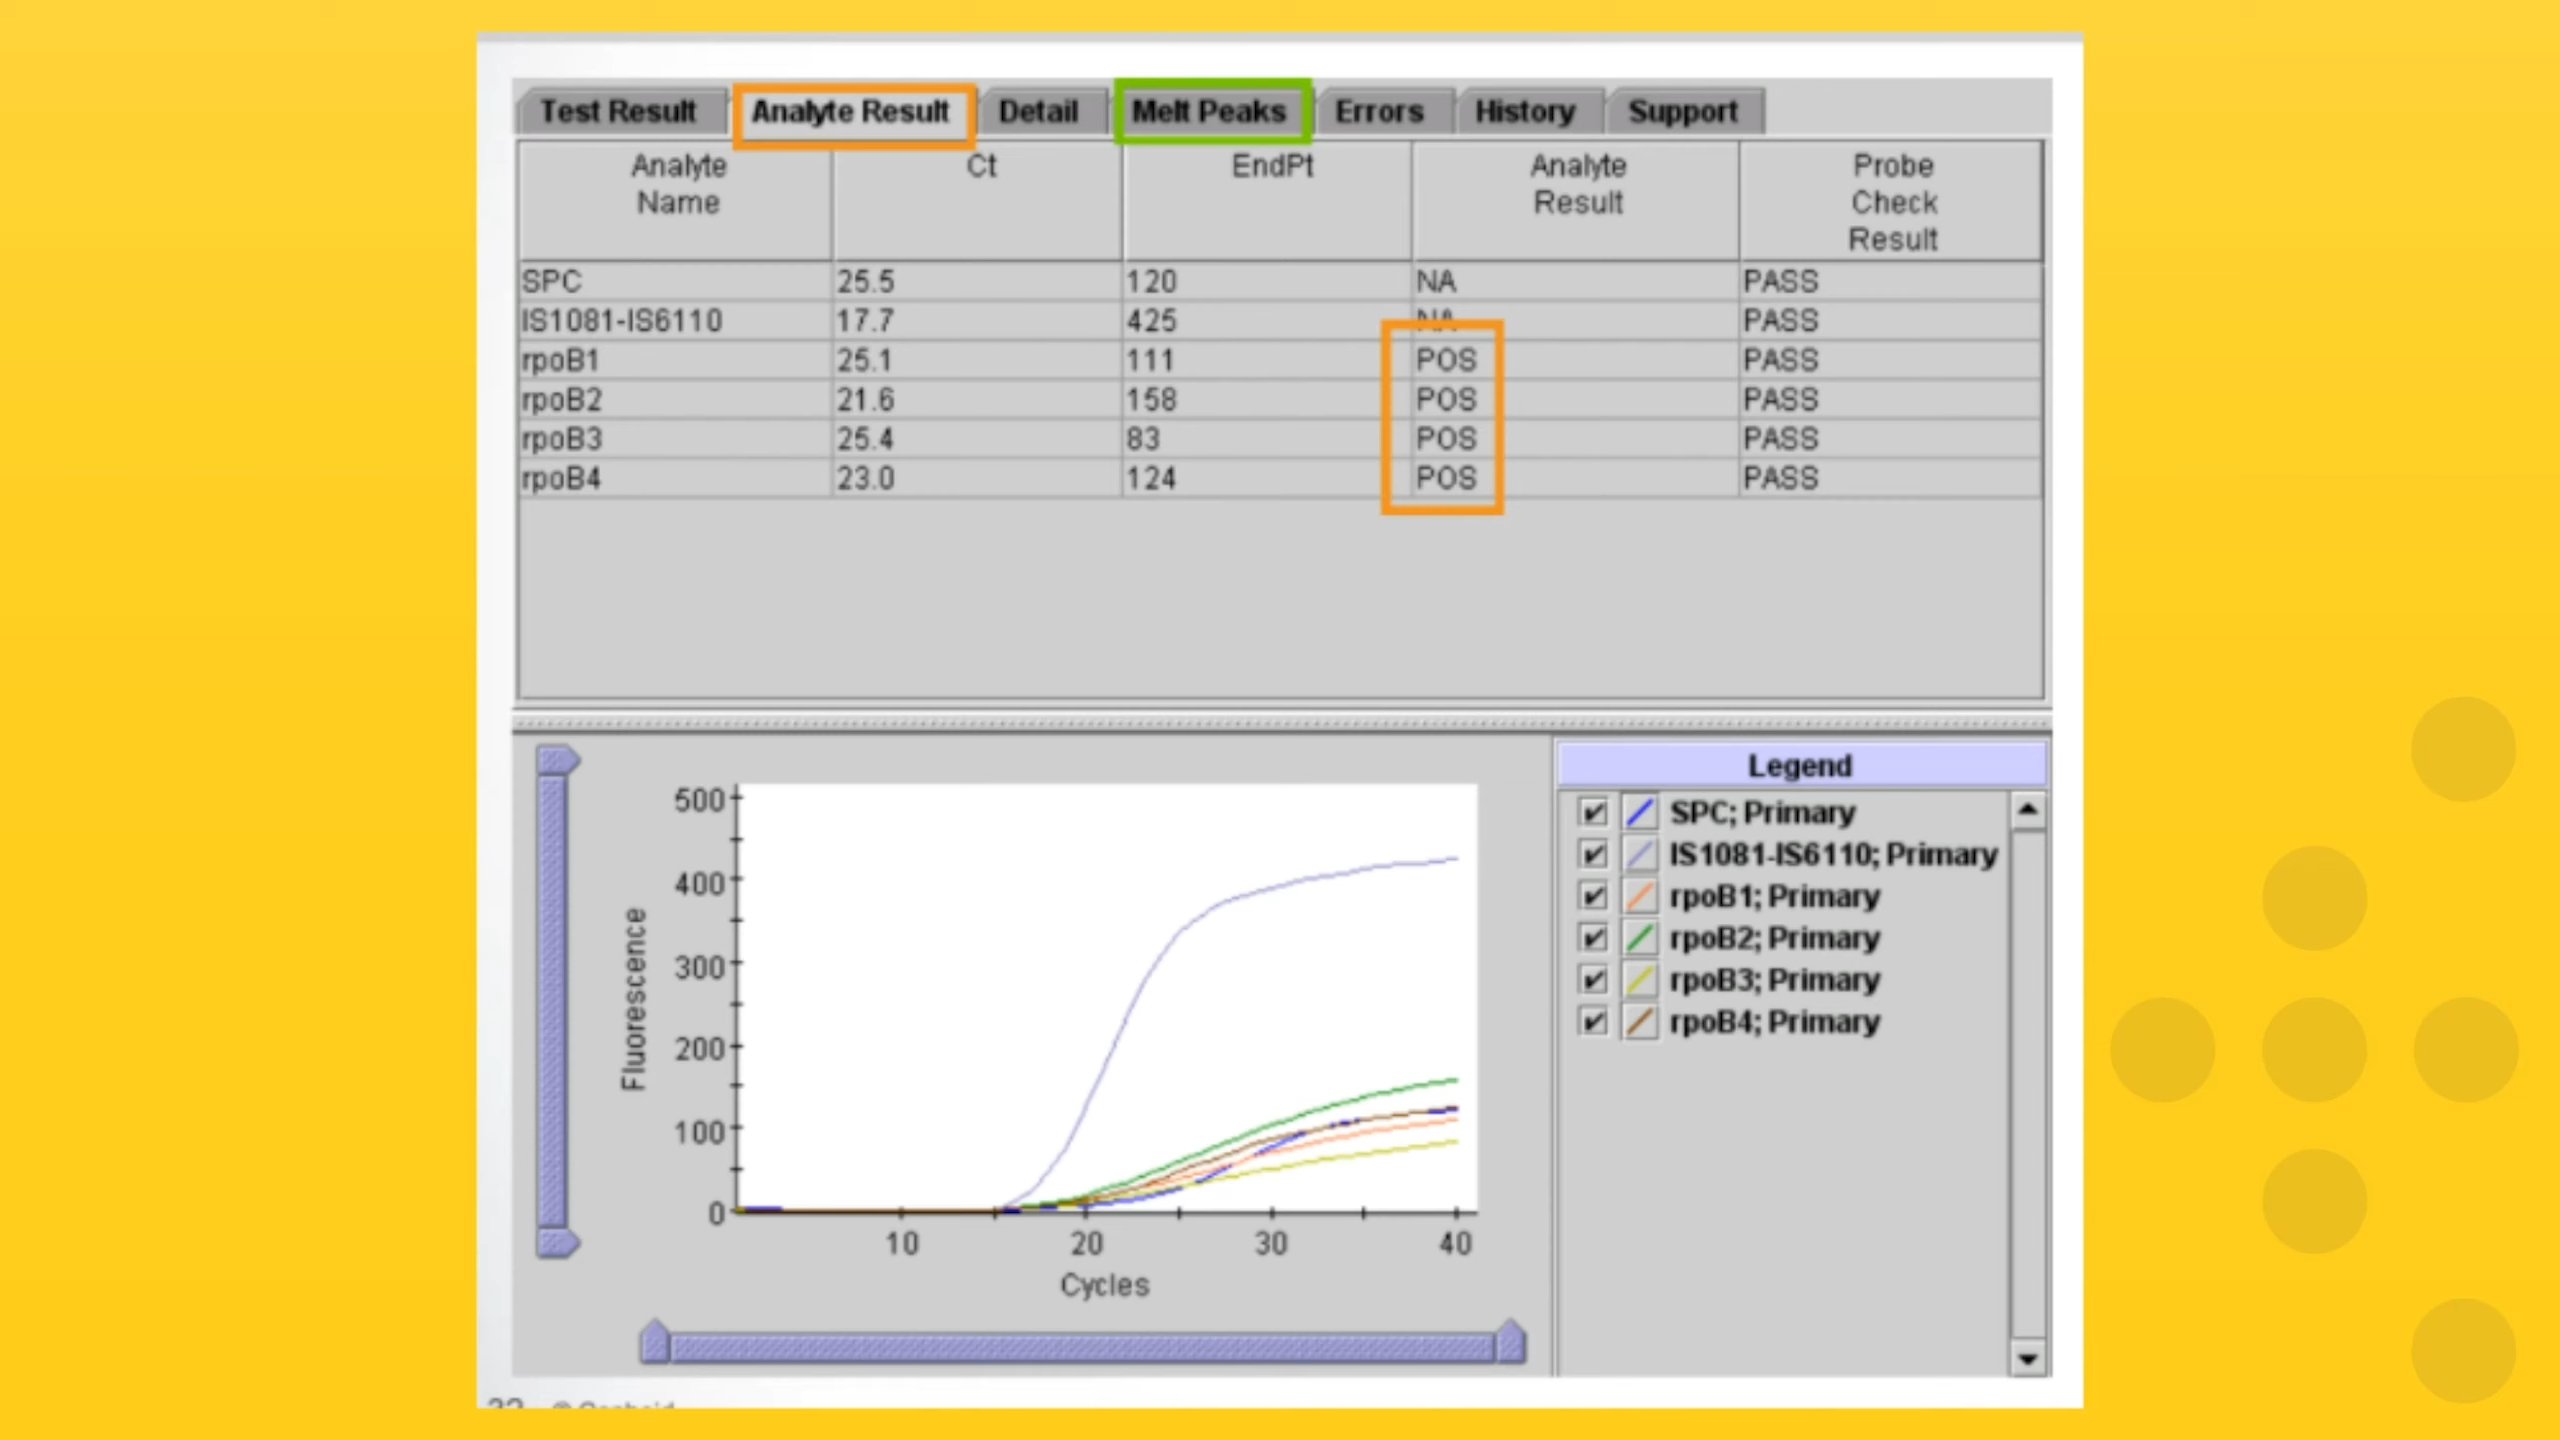 Test Result Analyte Result Detail Melt Peaks Errors History Support
Analyte Name Ct EndPt Analyte Result Probe Check Result
SPC 25.5 120 NA PASS
IS1081-IS6110 17.7 425 NA PASS
rpoB1 25.1 111 POS PASS
rpoB2 21.6 158 POS PASS
rpoB3 25.4 83 POS PASS
rpoB4 23.0 124 POS PASS
500
400
300
200
100
0
Fluorescence
10 20 30 40
Cycles
Legend
SPC; Primary
IS1081-IS6110; Primary
rpoB1; Primary
rpoB2; Primary
rpoB3; Primary
rpoB4; Primary